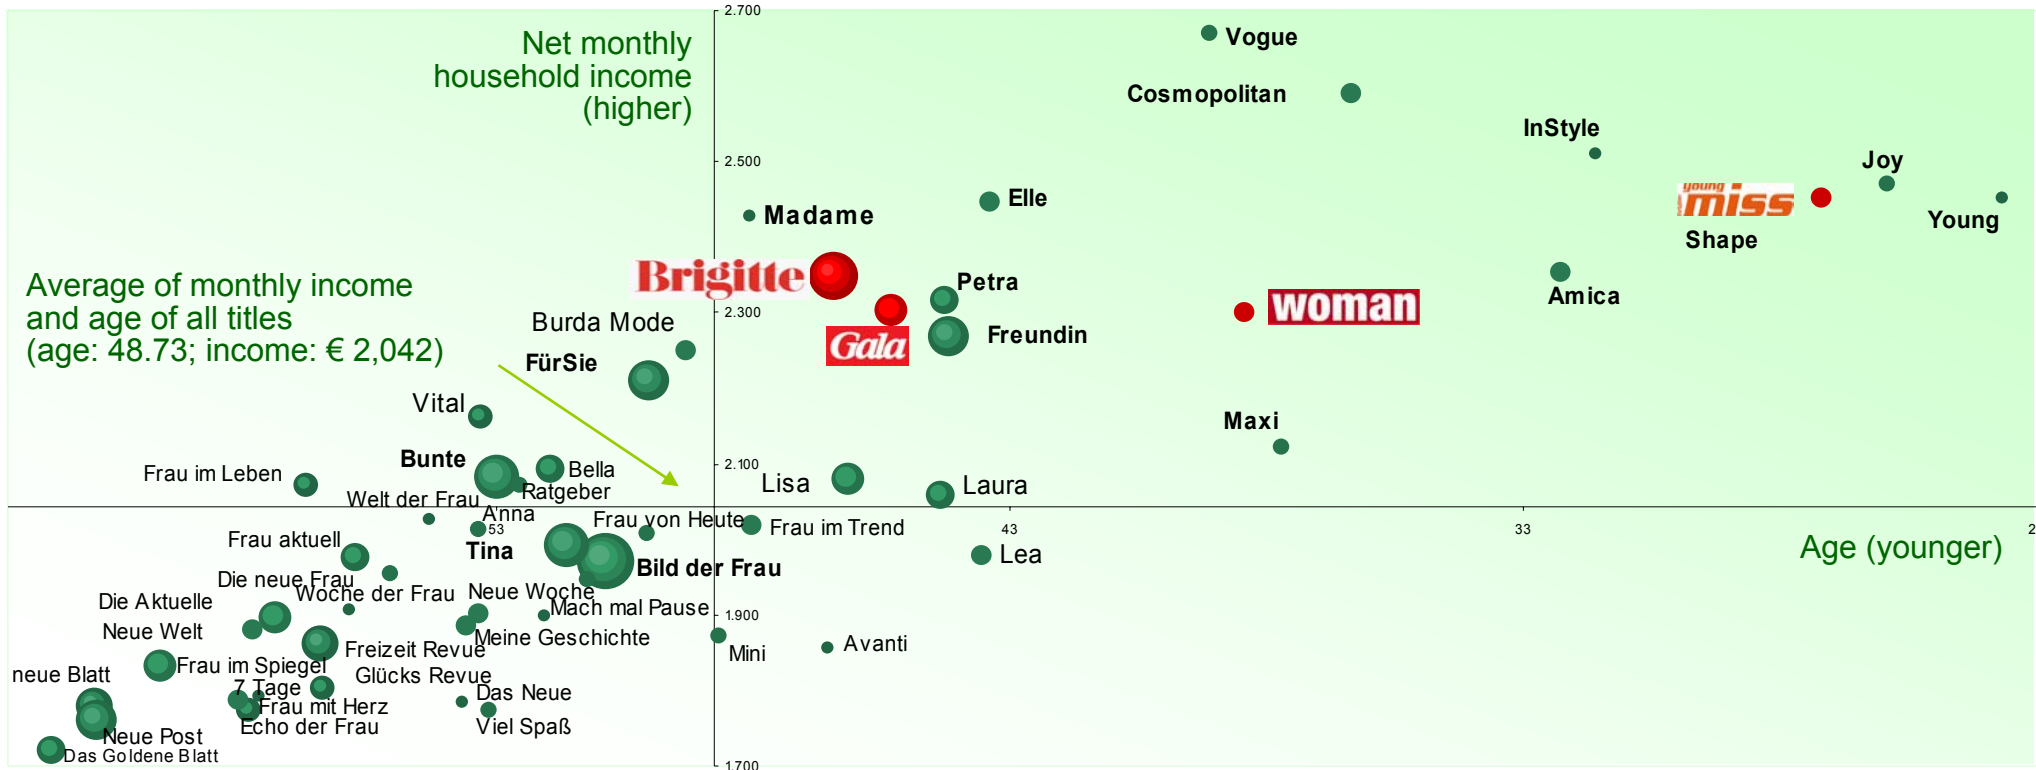 2.700
Net monthly
household income
(higher)
Vogue
Cosmopolitan
InStyle
2.500
Joy
young
miss
Elle
Madame
Young
Shape
Brigitte
Petra
Average of monthly income
and age of all titles
(age: 48.73; income: € 2,042)
Amica
woman
2.300
Burda Mode
Freundin
Gala
FürSie
Vital
Maxi
Bunte
2.100
Bella
Frau im Leben
Lisa
Laura
Ratgeber
Welt der Frau
Anna
Frau von Heute
Frau im Trend
53
43
33
2
Frau aktuell
Tina
Age (younger)
Lea
Bild der Frau
Die neue Frau
Woche der Frau
Neue Woche
Die Aktuelle
Mach mal Pause
1.900
Neue Welt
Meine Geschichte
Avanti
Freizeit Revue
Mini
Frau im Spiegel
neue Blatt
Glücks Revue
7 Tage
Das Neue
Frau mit Herz
Echo der Frau
Viel Spaß
Neue Post
Das Goldene Blatt
1.700